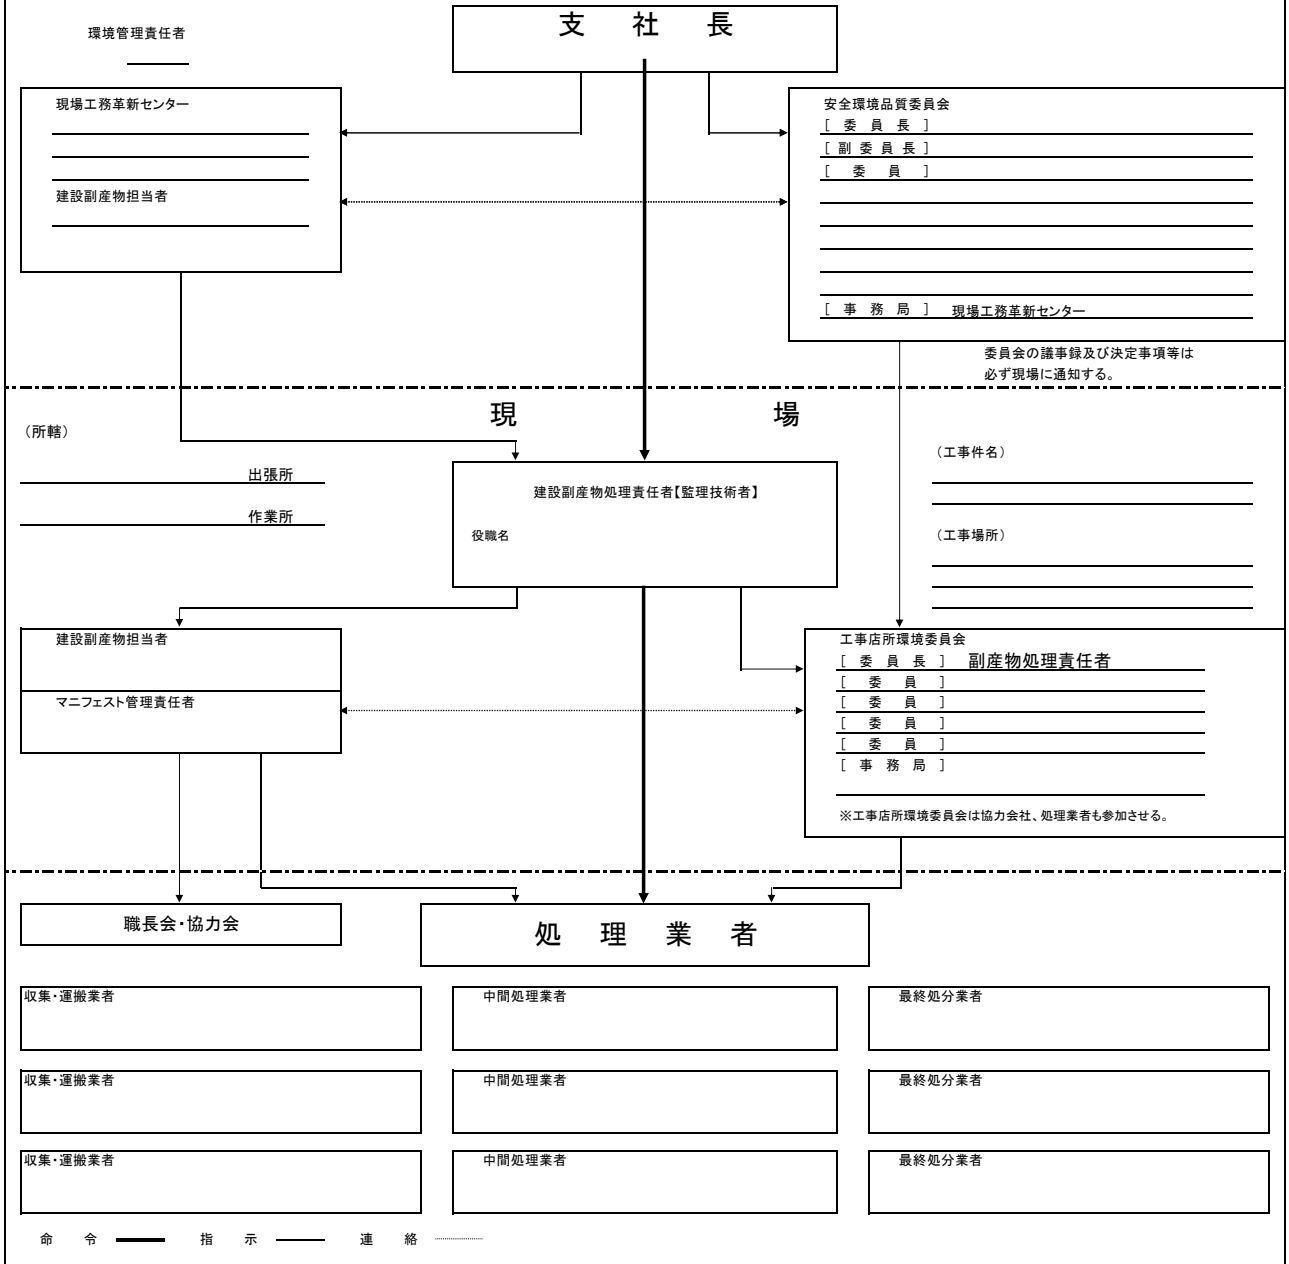 支 社 長
環境管理責任者
現場工務革新センター
建設副産物担当者
安全環境品質委員会
[ 委 員 長 ]
[ 副 委 員 長 ]
[ 委 員 ]
[ 事 務 局 ] 現場工務革新センター
委員会の議事録及び決定事項等は
必ず現場に通知する。
現 場
（所轄）
出張所
作業所
建設副産物処理責任者【監理技術者】
役職名
（工事件名）
（工事場所）
建設副産物担当者
マニフェスト管理責任者
工事店所環境委員会
[ 委 員 長 ] 副産物処理責任者
[ 委 員 ]
[ 委 員 ]
[ 委 員 ]
[ 委 員 ]
[ 事 務 局 ]
※工事店所環境委員会は協力会社、処理業者も参加させる。
職長会・協力会
処 理 業 者
収集・運搬業者 中間処理業者 最終処分業者
収集・運搬業者 中間処理業者 最終処分業者
収集・運搬業者 中間処理業者 最終処分業者
命 令 指 示 連 絡